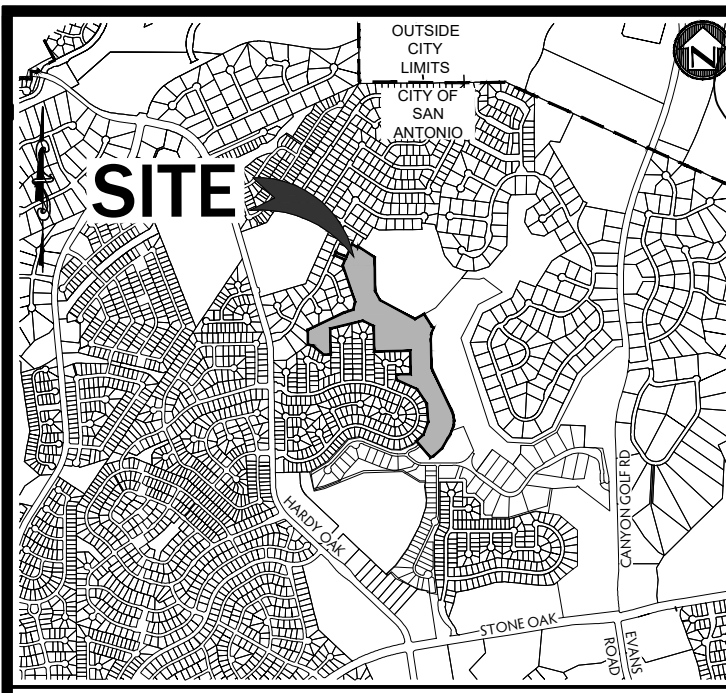 OUTSIDE
CITY
LIMITS
CITY OF
SAN
ANTONIO
N
SITE
CANYON GOLF RD
HARDY OAK
STONE OAK
EVANS
ROAD